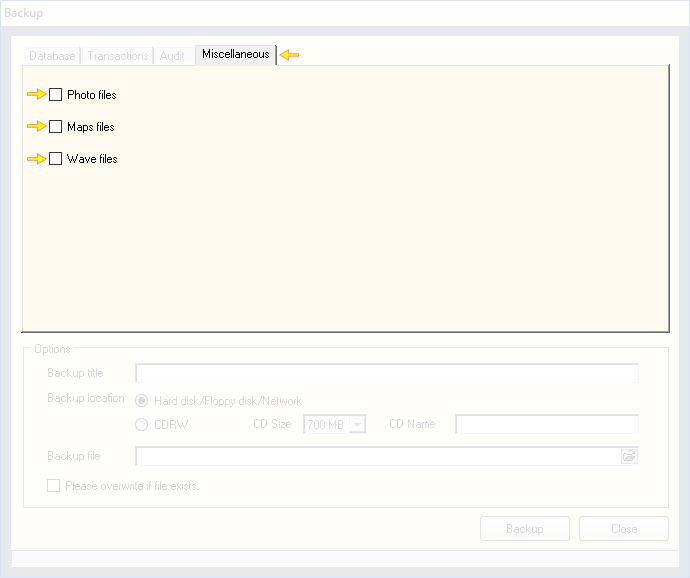 Backup
Database Transactions Audit Miscellaneous
Photo files
Maps files
Wave files
Options
Backup title
Backup location Hard disk/Floppy disk/Network
CDRW CD Size 700 MB CD Name
Backup file
Please overwrite if file exists.
Backup Close